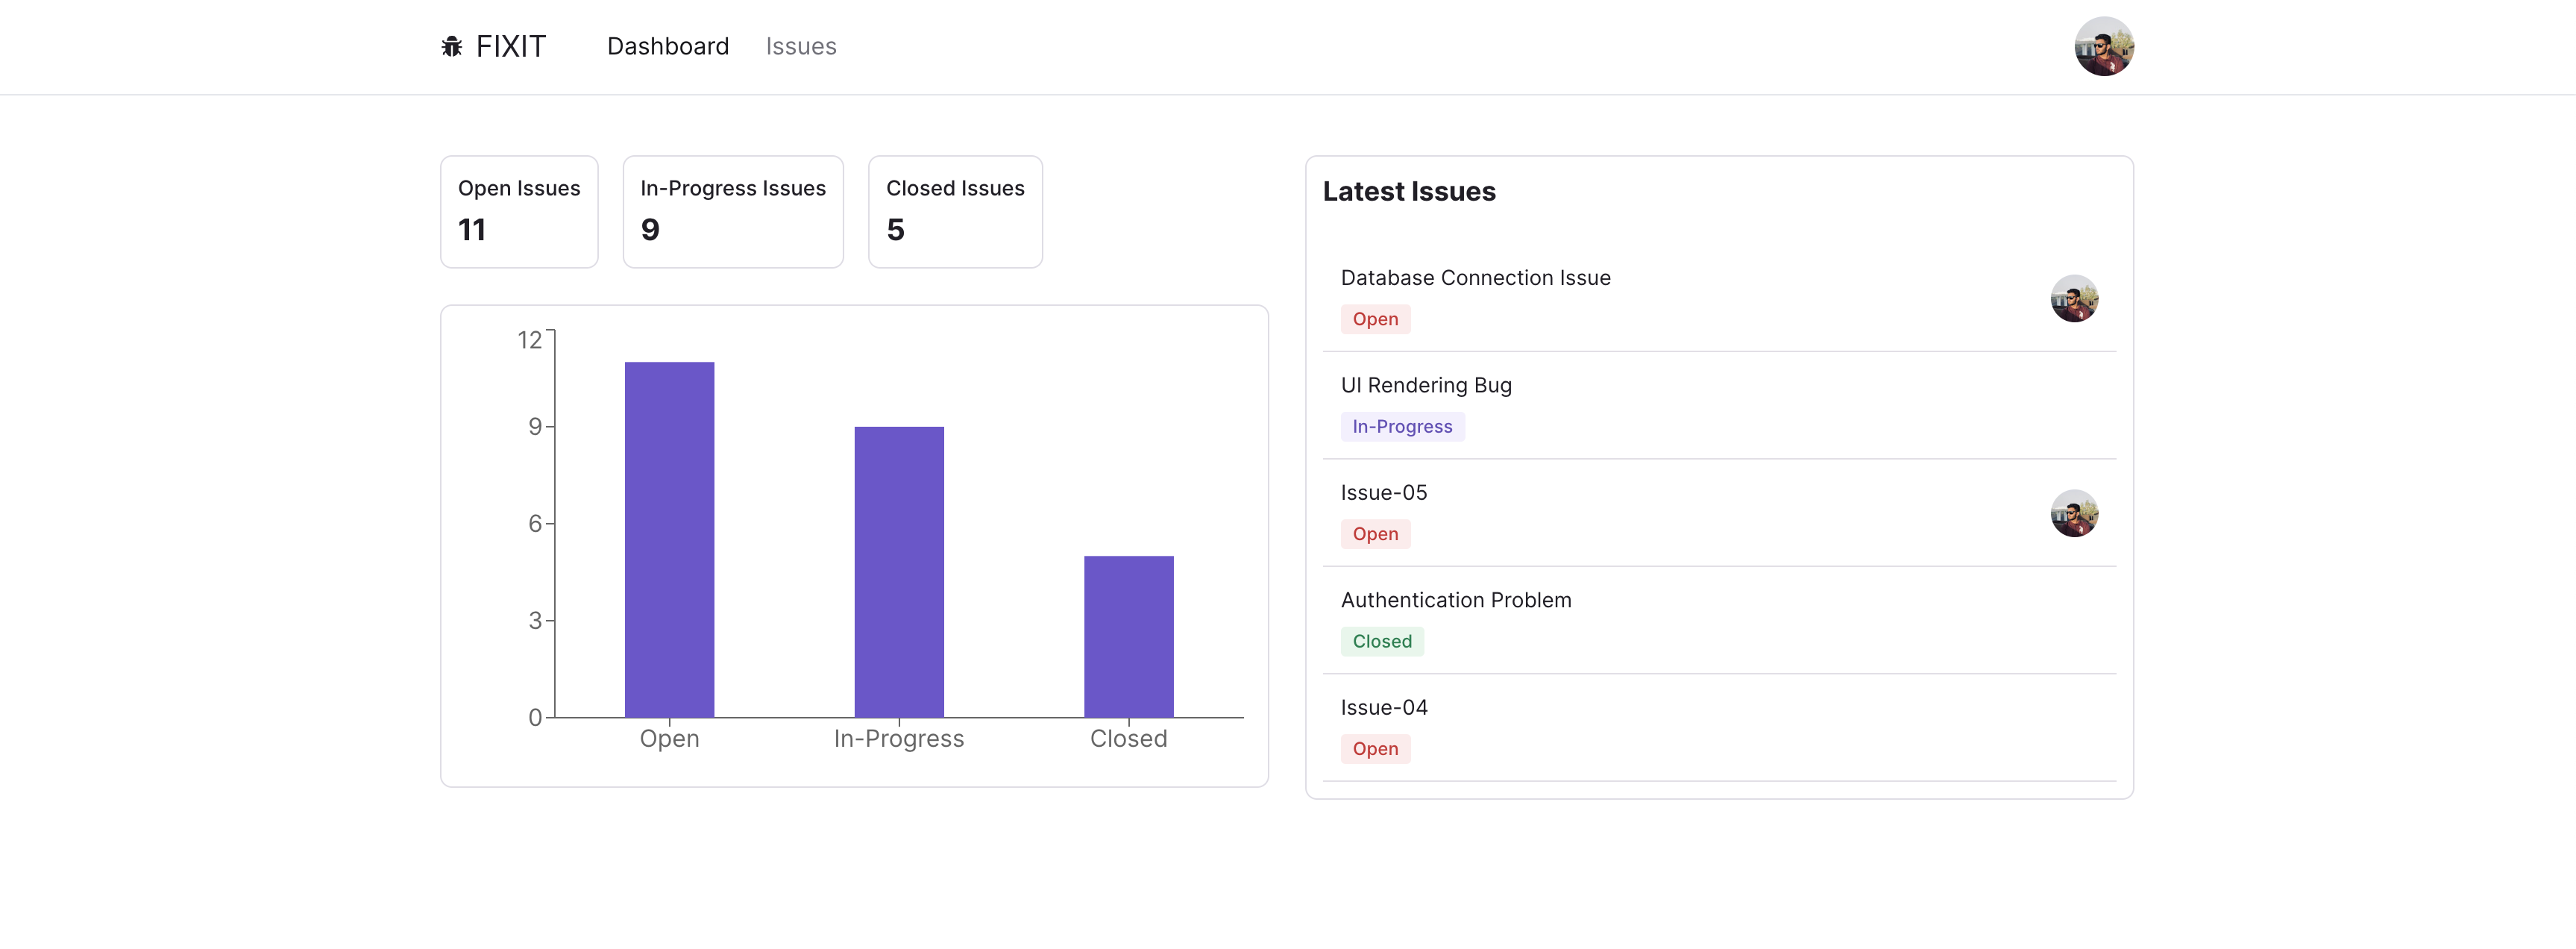 FIXIT Dashboard Issues
Open Issues
11
In-Progress Issues
9
Closed Issues
5
12
9
6
3
0
Open In-Progress Closed
Latest Issues
Database Connection Issue
Open
UI Rendering Bug
In-Progress
Issue-05
Open
Authentication Problem
Closed
Issue-04
Open